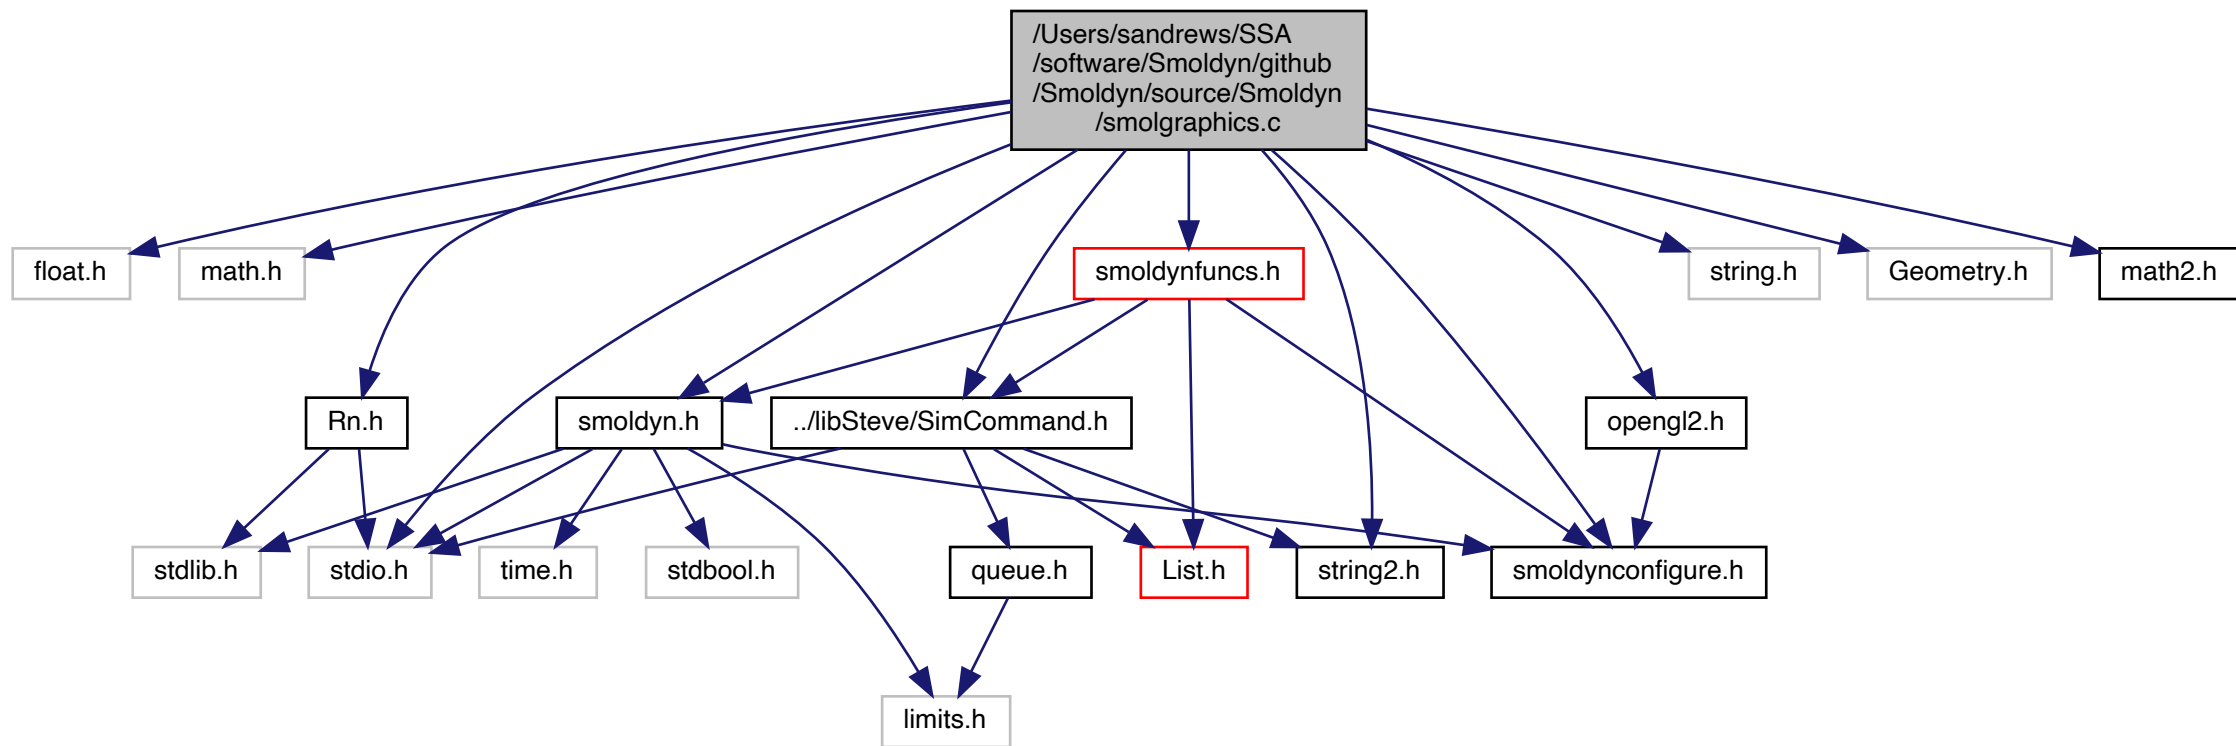 /Users/sandrews/SSA
/software/Smoldyn/github
/Smoldyn/source/Smoldyn
/smolgraphics.c
float.h
math.h
smoldynfuncs.h
string.h
Geometry.h
math2.h
Rn.h
smoldyn.h
../libSteve/SimCommand.h
opengl2.h
stdlib.h
stdio.h
time.h
stdbool.h
queue.h
List.h
string2.h
smoldynconfigure.h
limits.h